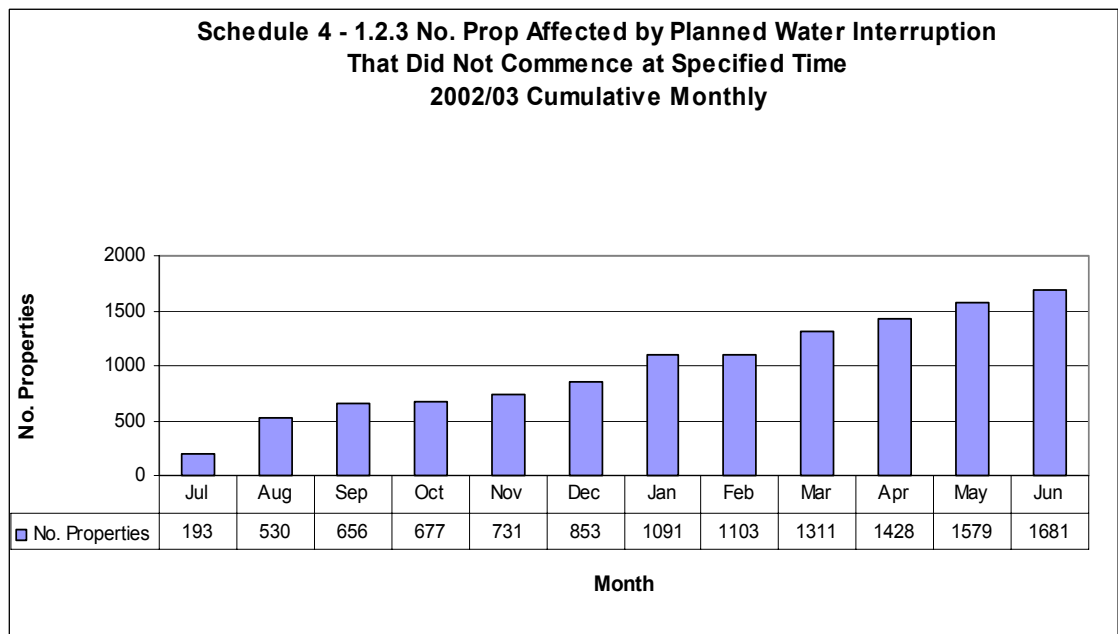 Schedule 4 - 1.2.3 No. Prop Affected by Planned Water Interruption
That Did Not Commence at Specified Time
2002/03 Cumulative Monthly
No. Properties
2000
1500
1000
500
0
Jul Aug Sep Oct Nov Dec Jan Feb Mar Apr May Jun
No. Properties 193 530 656 677 731 853 1091 1103 1311 1428 1579 1681
Month